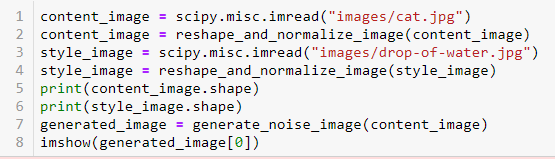 1 content_image = scipy.misc.imread("images/cat.jpg")
2 content_image = reshape_and_normalize_image(content_image)
3 style_image = scipy.misc.imread("images/drop-of-water.jpg")
4 style_image = reshape_and_normalize_image(style_image)
5 print(content_image.shape)
6 print(style_image.shape)
7 generated_image = generate_noise_image(content_image)
8 imshow(generated_image[0])